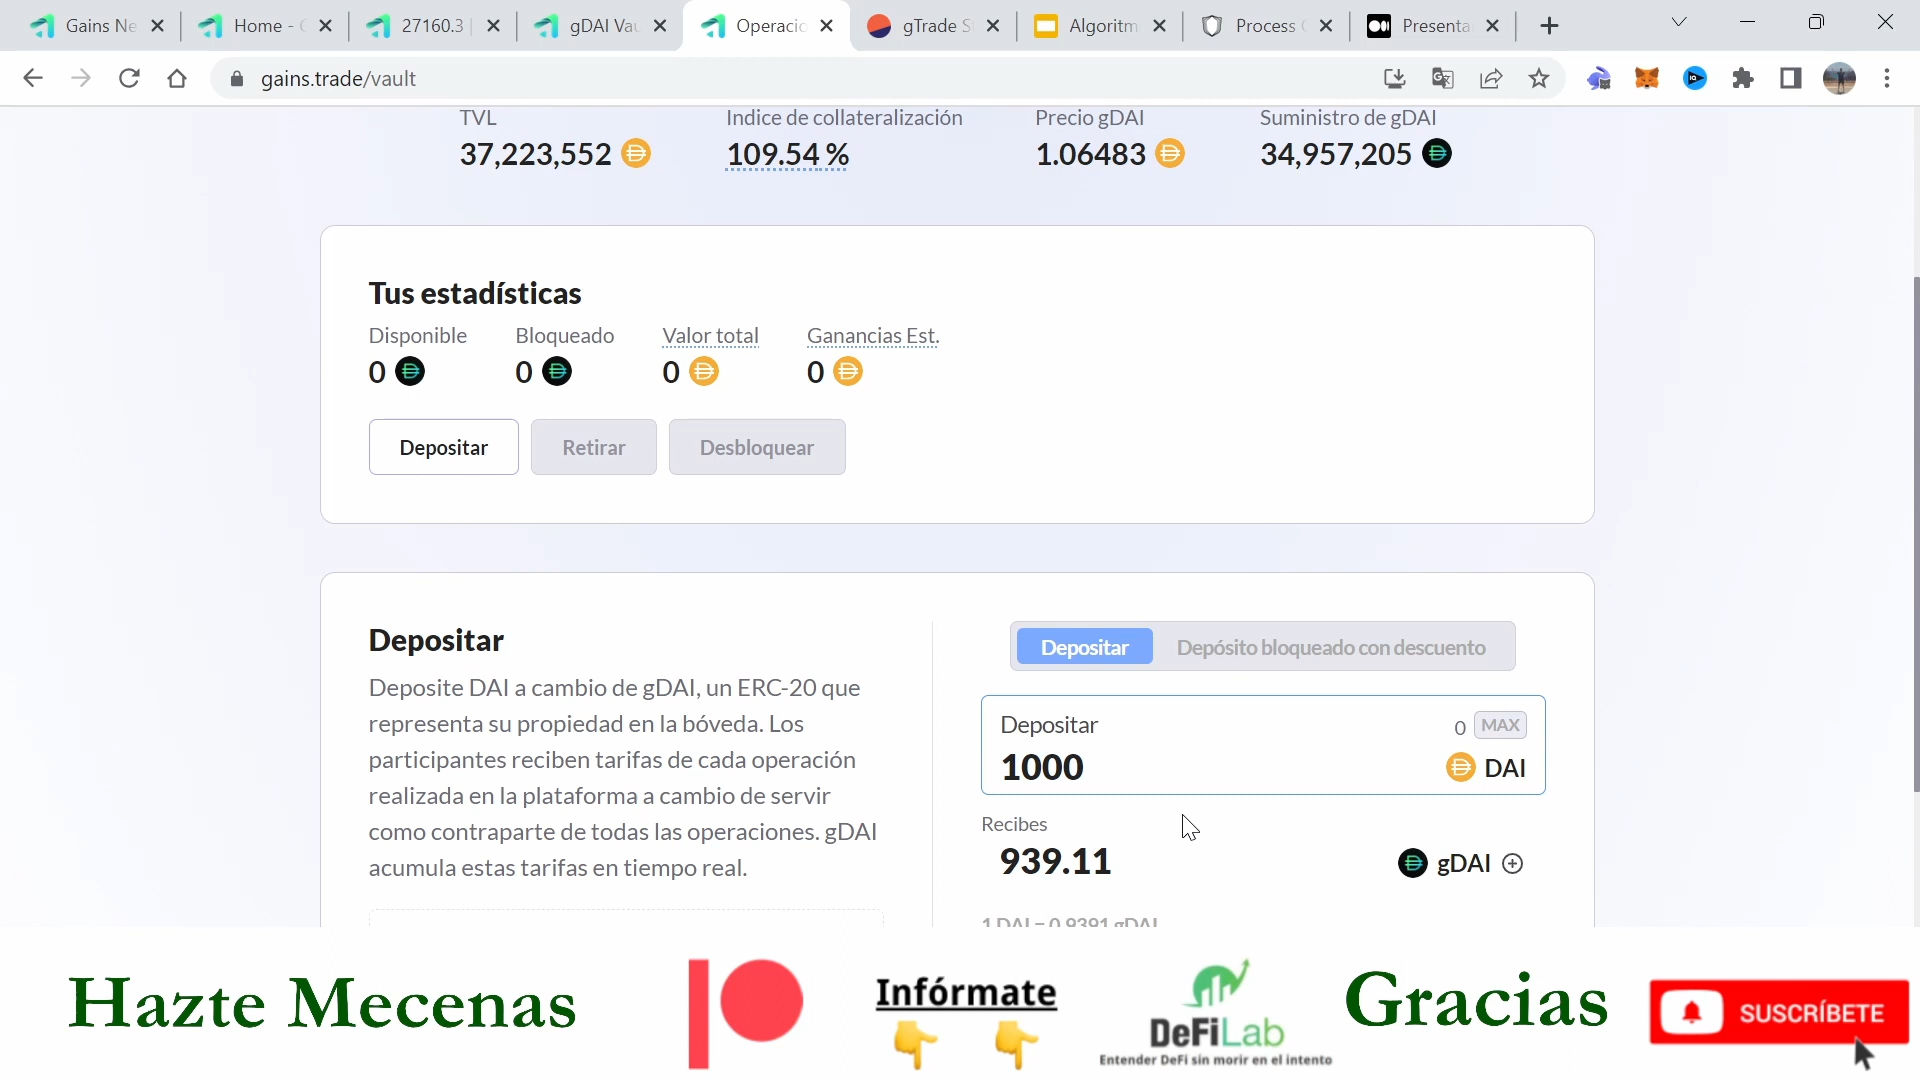 Gains Ne
Home - G
27160.3
gDAI Vau
Operacio
gTrade S
Algoritm
Process
Presenta
gains.trade/vault
TVL
Indice de collateralización
Precio gDAI
Suministro de gDAI
37,223,552
109.54 %
1.06483
34,957,205
Tus estadísticas
Disponible
Bloqueado
Valor total
Ganancias Est.
0
0
0
0
Depositar
Retirar
Desbloquear
Depositar
Deposite DAI a cambio de gDAI, un ERC-20 que
representa su propiedad en la bóveda. Los
participantes reciben tarifas de cada operación
realizada en la plataforma a cambio de servir
como contraparte de todas las operaciones. gDAI
acumula estas tarifas en tiempo real.
Depositar
Depósito bloqueado con descuento
Depositar
0 MAX
1000
DAI
Recibes
939.11
gDAI
1 DAI = 0.9391 gDAI
Hazte Mecenas
Infórmate
DeFiLab
Entender DeFi sin morir en el intento
Gracias
SUSCRÍBETE